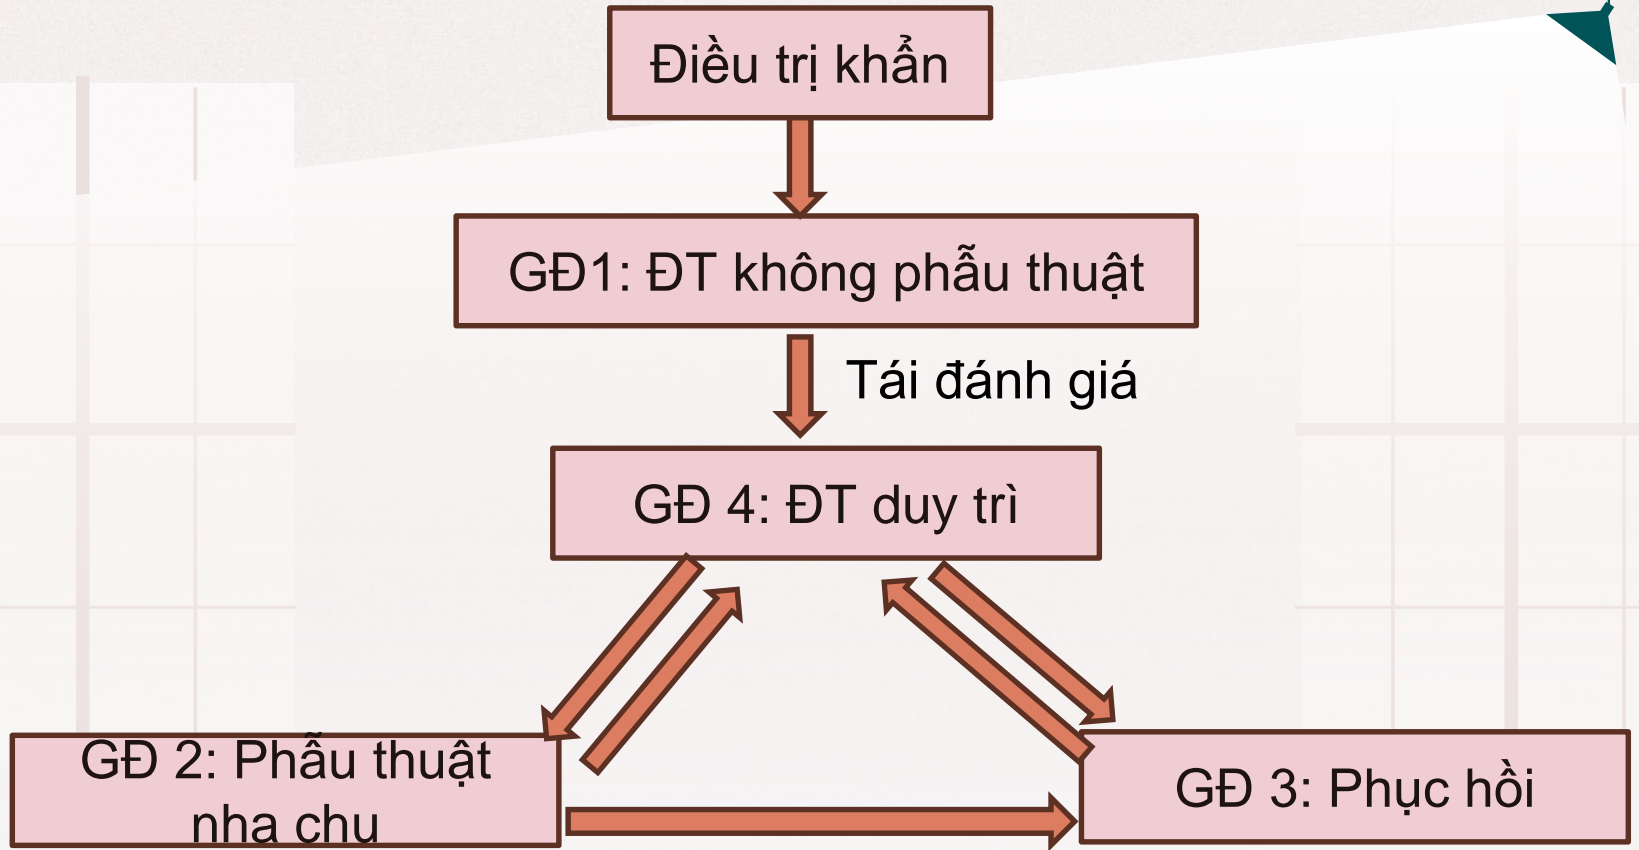 Điều trị khẩn
GĐ1: ĐT không phẫu thuật
Tái đánh giá
GĐ 4: ĐT duy trì
GĐ 2: Phẫu thuật
nha chu
GĐ 3: Phục hồi